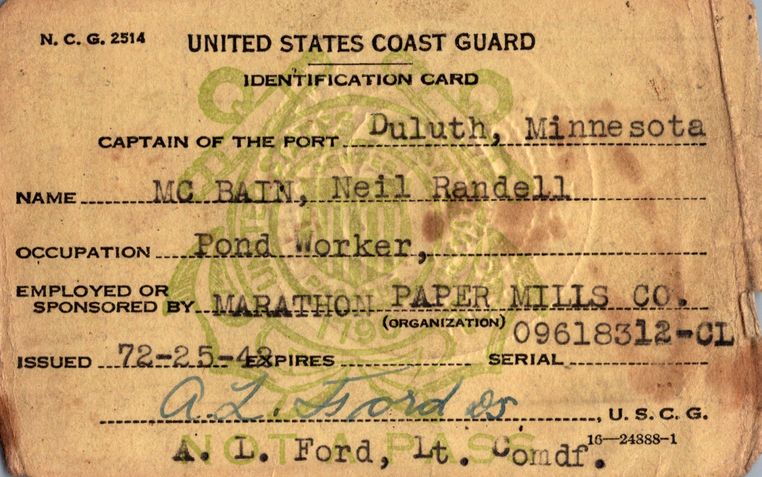 N. C. G. 2514 UNITED STATES COAST GUARD
IDENTIFICATION CARD
CAPTAIN OF THE PORT Duluth, Minnesota
NAME MC BAIN, Neil Randell
OCCUPATION Pond Worker,
EMPLOYED OR
SPONSORED BY MARATHON PAPER MILLS CO.
(ORGANIZATION) 09618312-CL
ISSUED 72-25-42 EXPIRES SERIAL
A. L. Ford , U. S. C. G.
A. L. Ford, Lt. Comdf. 16—24888-1
1790
NOT A PASS